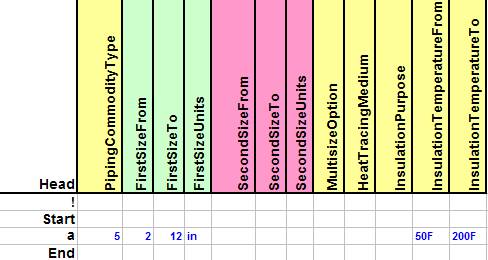 Head PipingCommodityType FirstSizeFrom FirstSizeTo FirstSizeUnits SecondSizeFrom SecondSizeTo SecondSizeUnits MultisizeOption HeatTracingMedium InsulationPurpose InsulationTemperatureFrom InsulationTemperatureTo
!
Start
a 5 2 12 in 50F 200F
End